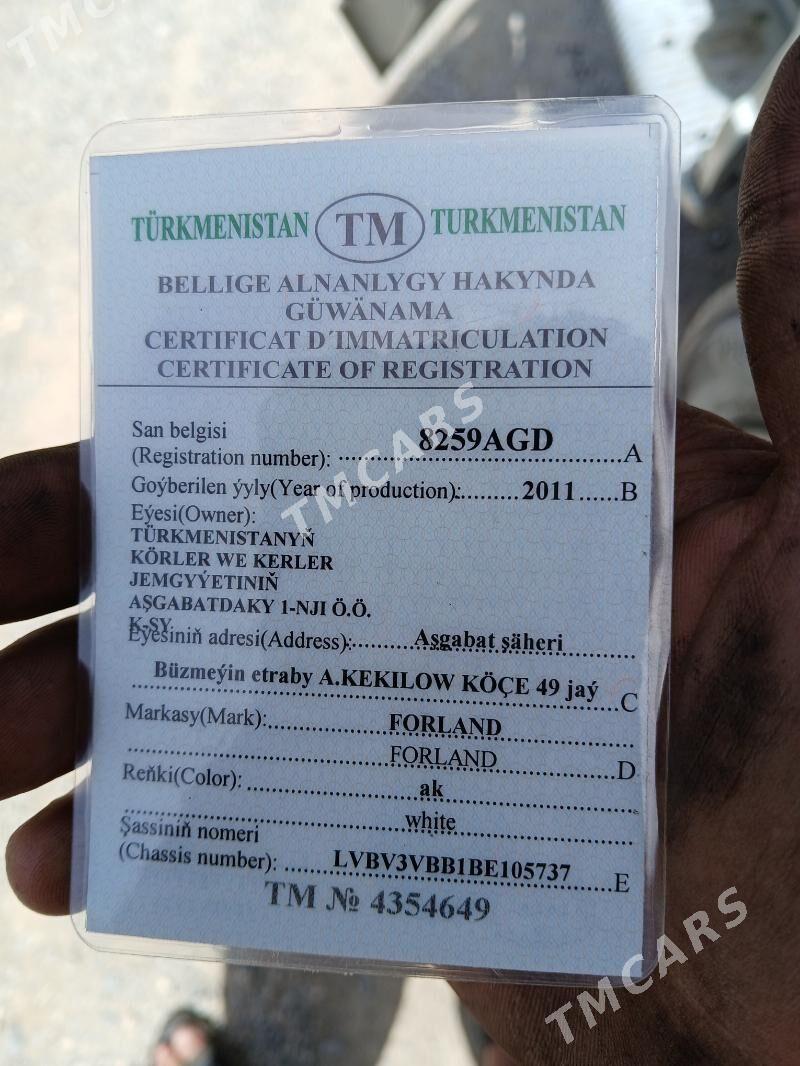 TMCARS
TÜRKMENISTAN TM TURKMENISTAN
BELLIGE ALNANLYGY HAKYNDA
GÜWÄNAMA
CERTIFICAT D´IMMATRICULATION
CERTIFICATE OF REGISTRATION
San belgisi
(Registration number): 8259AGD A
Goýberilen ýyly(Year of production): 2011 B
Eýesi(Owner):
TÜRKMENISTANYŇ
KÖRLER WE KERLER
JEMGYÝETINIŇ
AŞGABATDAKY 1-NJI Ö.Ö.
K-SY
Eýesiniň adresi(Address): Aşgabat şäheri
Büzmeýin etraby A.KEKILOW KÖÇE 49 jaý C
Markasy(Mark): FORLAND
FORLAND D
Reňki(Color): ak
white
Şassiniň nomeri
(Chassis number): LVBV3VBB1BE105737 E
TM № 4354649
TMCARS
TMCARS